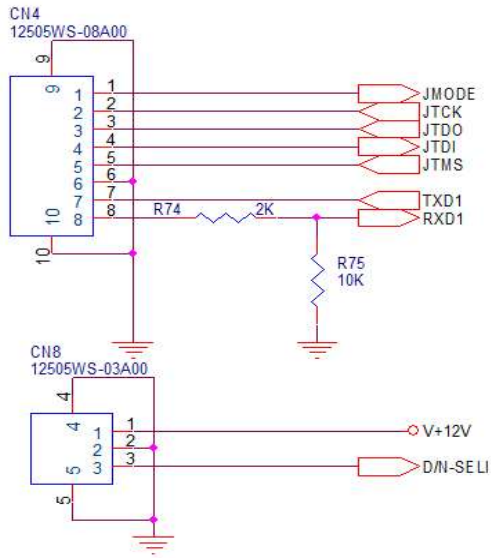 CN4
12505WS-08A00
9
9
1 1 JMODE
2 2 JTCK
3 3 JTDO
4 4 JTDI
5 5 JTMS
6 6
7 7 TXD1
8 8 R74 2K RXD1
10
10
R75
10K
CN8
12505WS-03A00
4
4
1 1 V+12V
2 2
3 3 D/N-SELI
5
5